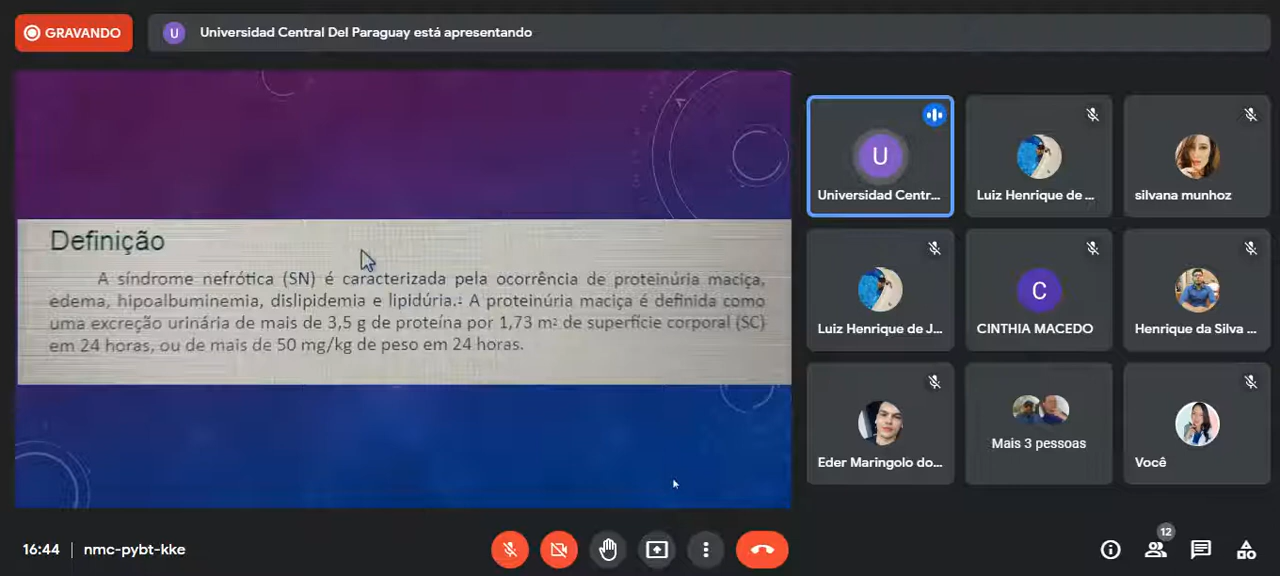 GRAVANDO
U
Universidad Central Del Paraguay está apresentando
Definição
A síndrome nefrótica (SN) é caracterizada pela ocorrência de proteinúria maciça,
edema, hipoalbuminemia, dislipidemia e lipidúria.¹ A proteinúria maciça é definida como
uma excreção urinária de mais de 3,5 g de proteína por 1,73 m² de superfície corporal (SC)
em 24 horas, ou de mais de 50 mg/kg de peso em 24 horas.
U
Universidad Centr...
Luiz Henrique de ...
silvana munhoz
Luiz Henrique de J...
C
CINTHIA MACEDO
Henrique da Silva ...
Eder Maringolo do...
Mais 3 pessoas
Você
16:44 | nmc-pybt-kke
12